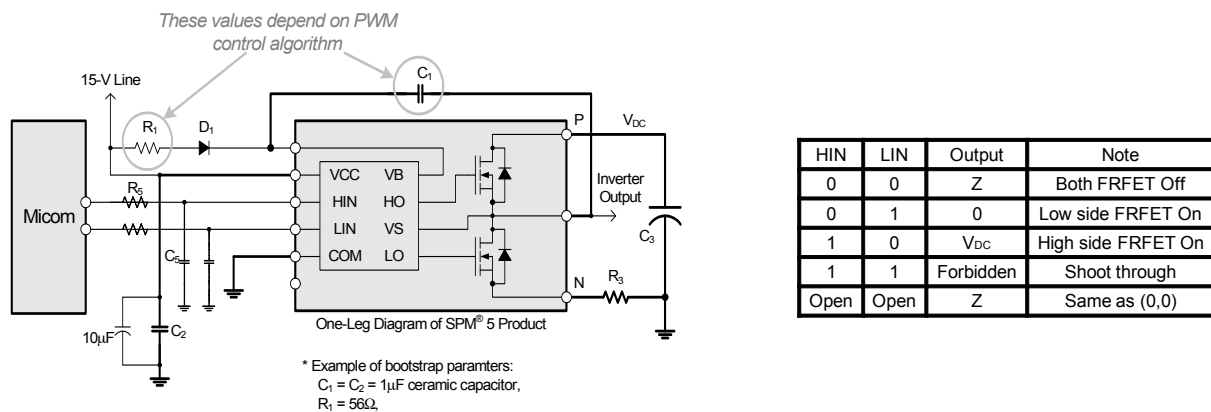 These values depend on PWM
control algorithm
15-V Line
C1
R1
D1
P
VDC
R5
VCC
VB
Inverter
Output
Micom
HIN
HO
LIN
VS
C3
C5
COM
LO
R3
N
10μF
C2
One-Leg Diagram of SPM® 5 Product
* Example of bootstrap paramters:
C1 = C2 = 1μF ceramic capacitor,
R1 = 56Ω,
HIN LIN Output Note
0 0 Z Both FRFET Off
0 1 0 Low side FRFET On
1 0 VDC High side FRFET On
1 1 Forbidden Shoot through
Open Open Z Same as (0,0)